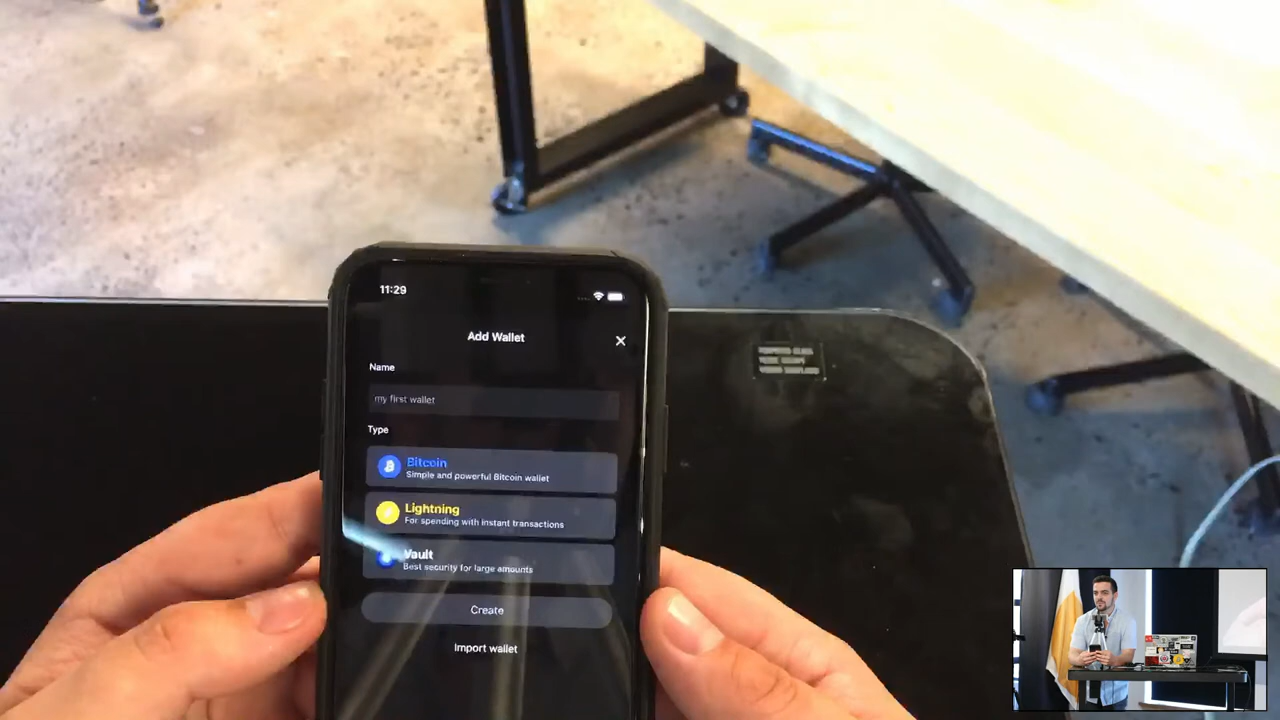 11:29
Add Wallet
Name
my first wallet
Type
Bitcoin
Simple and powerful Bitcoin wallet
Lightning
For spending with instant transactions
Vault
Best security for large amounts
Create
Import wallet